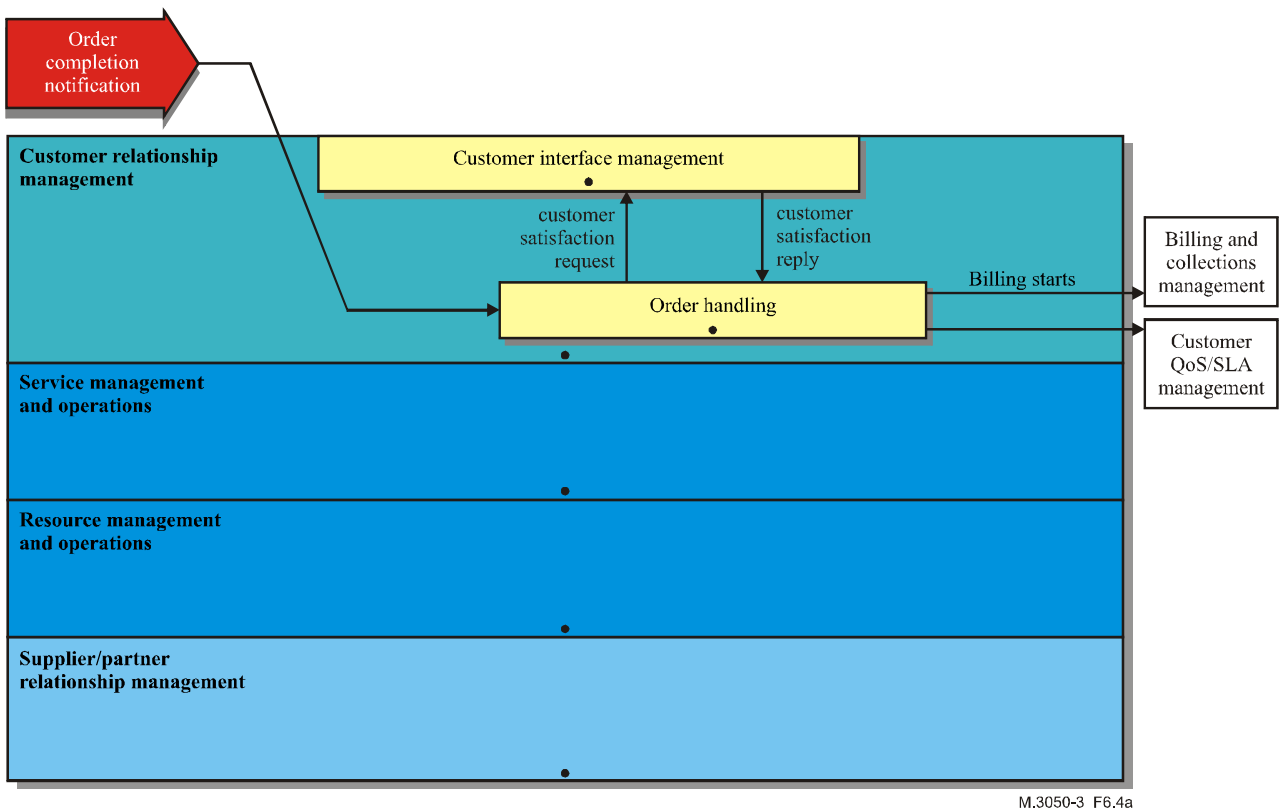 Order
completion
notification
Customer relationship
management
Customer interface management
customer
satisfaction
request
customer
satisfaction
reply
Order handling
Billing starts
Billing and
collections
management
Customer
QoS/SLA
management
Service management
and operations
Resource management
and operations
Supplier/partner
relationship management
M.3050-3_F6.4a